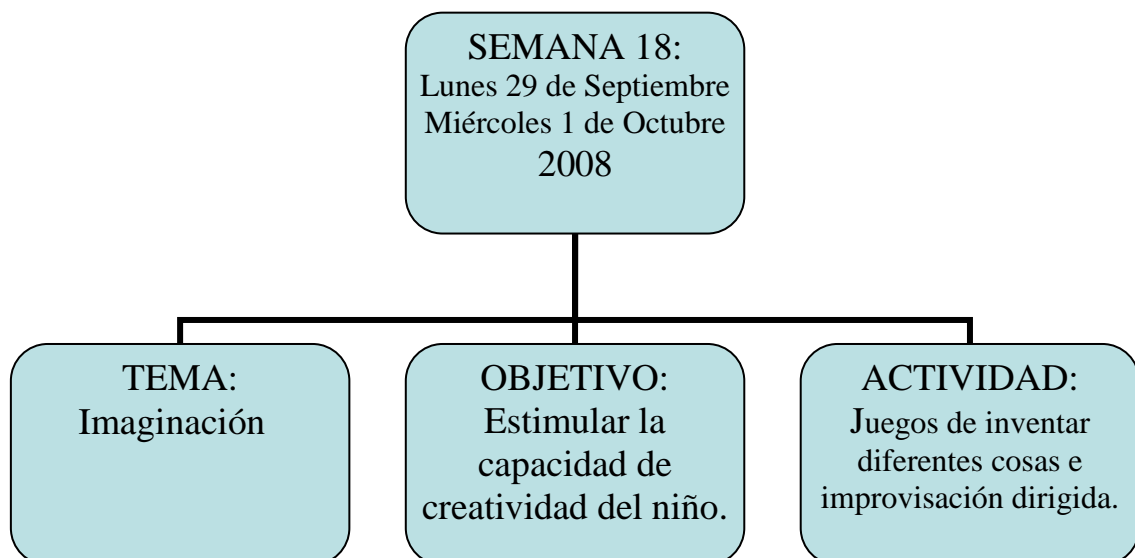 SEMANA 18:
Lunes 29 de Septiembre
Miércoles 1 de Octubre
2008
TEMA:
Imaginación
OBJETIVO:
Estimular la
capacidad de
creatividad del niño.
ACTIVIDAD:
Juegos de inventar
diferentes cosas e
improvisación dirigida.